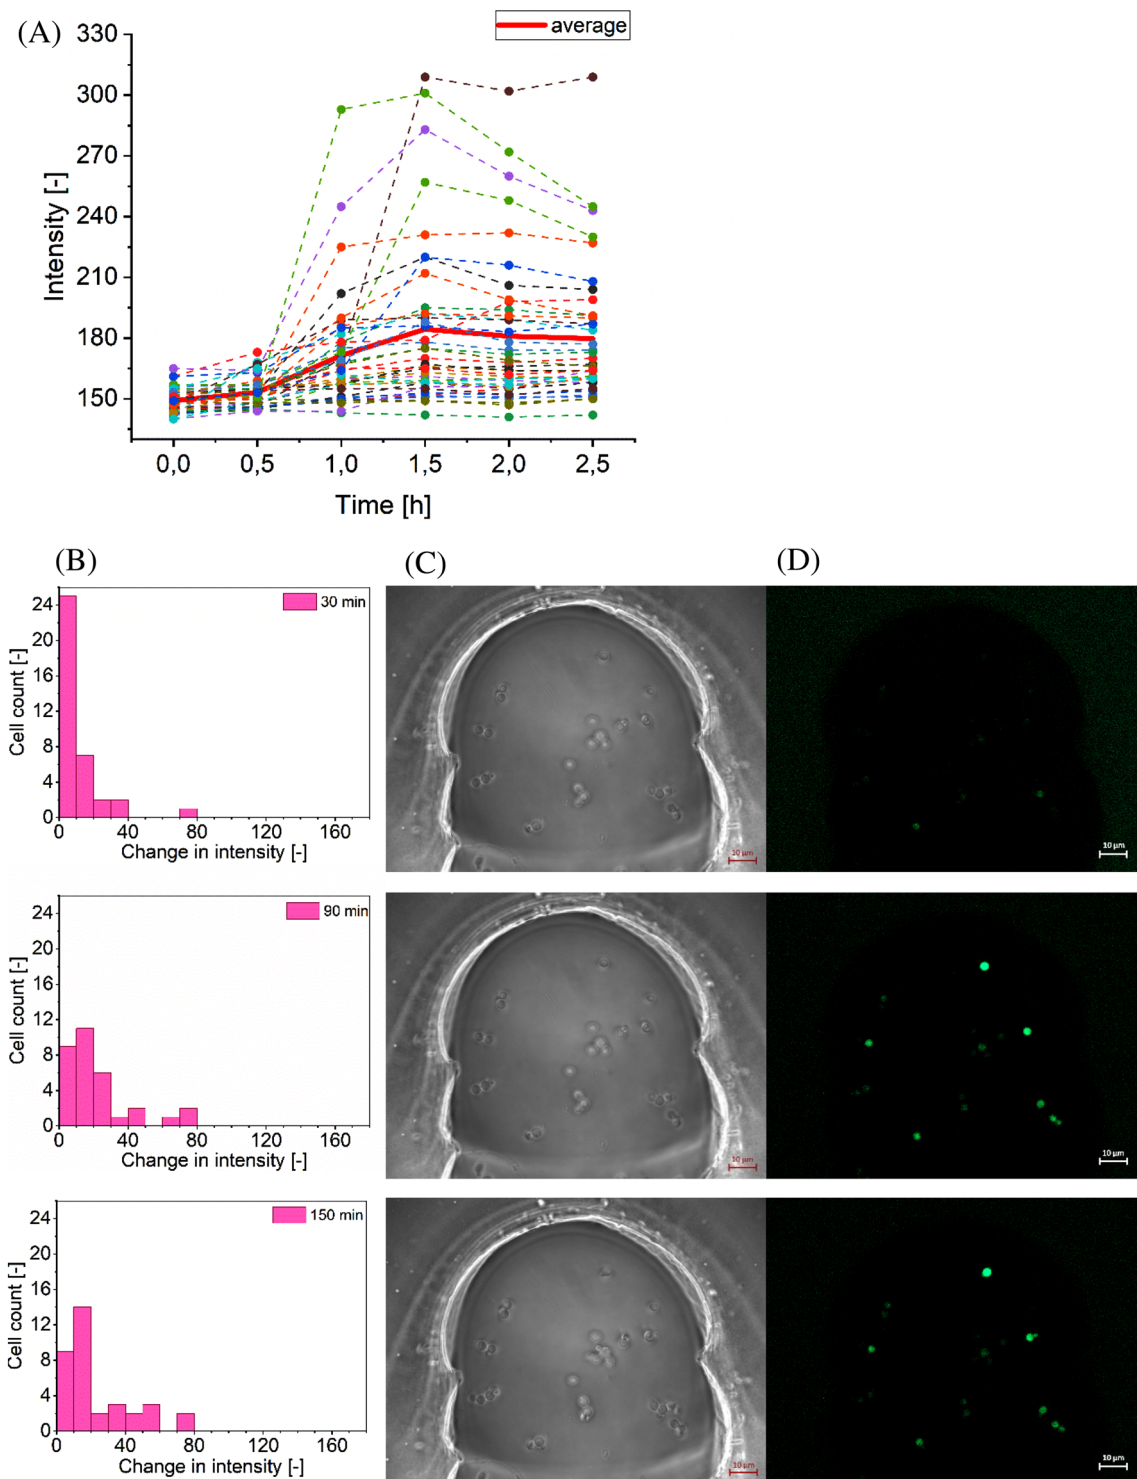 (A)
average
330
300
270
240
210
180
150
Intensity [-]
0,0 0,5 1,0 1,5 2,0 2,5
Time [h]
(B)
(C)
(D)
24
20
16
12
8
4
0
Cell count [-]
30 min
0 40 80 120 160
Change in intensity [-]
10 µm
10 µm
24
20
16
12
8
4
0
Cell count [-]
90 min
0 40 80 120 160
Change in intensity [-]
10 µm
10 µm
24
20
16
12
8
4
0
Cell count [-]
150 min
0 40 80 120 160
Change in intensity [-]
10 µm
10 µm